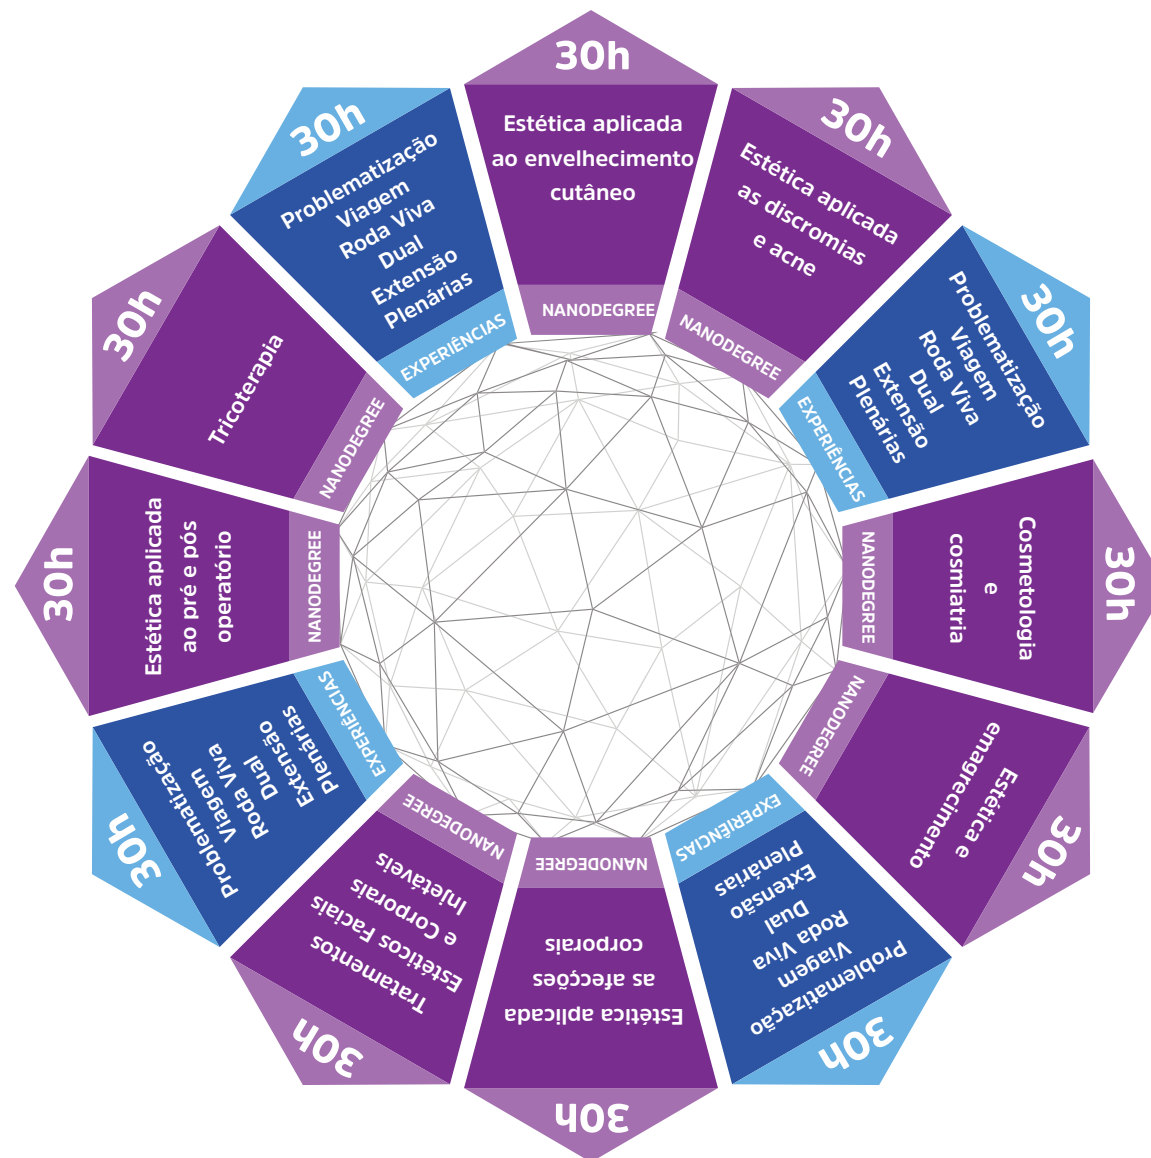 30h
Estética aplicada
ao envelhecimento
cutâneo
NANODEGREE
30h
Estética aplicada
as discromias
e acne
NANODEGREE
30h
Problematização
Viagem
Roda Viva
Dual
Extensão
Plenárias
EXPERIÊNCIAS
30h
Cosmetologia
e
cosmiatria
NANODEGREE
30h
Estética e
emagrecimento
NANODEGREE
30h
Problematização
Viagem
Roda Viva
Dual
Extensão
Plenárias
EXPERIÊNCIAS
30h
Estética aplicada
as afecções
corporais
NANODEGREE
30h
Tratamentos
Estéticos Faciais
e Corporais
Injetáveis
NANODEGREE
30h
Problematização
Viagem
Roda Viva
Dual
Extensão
Plenárias
EXPERIÊNCIAS
30h
Estética aplicada
ao pré e pós
operatório
NANODEGREE
30h
Tricoterapia
NANODEGREE
30h
Problematização
Viagem
Roda Viva
Dual
Extensão
Plenárias
EXPERIÊNCIAS